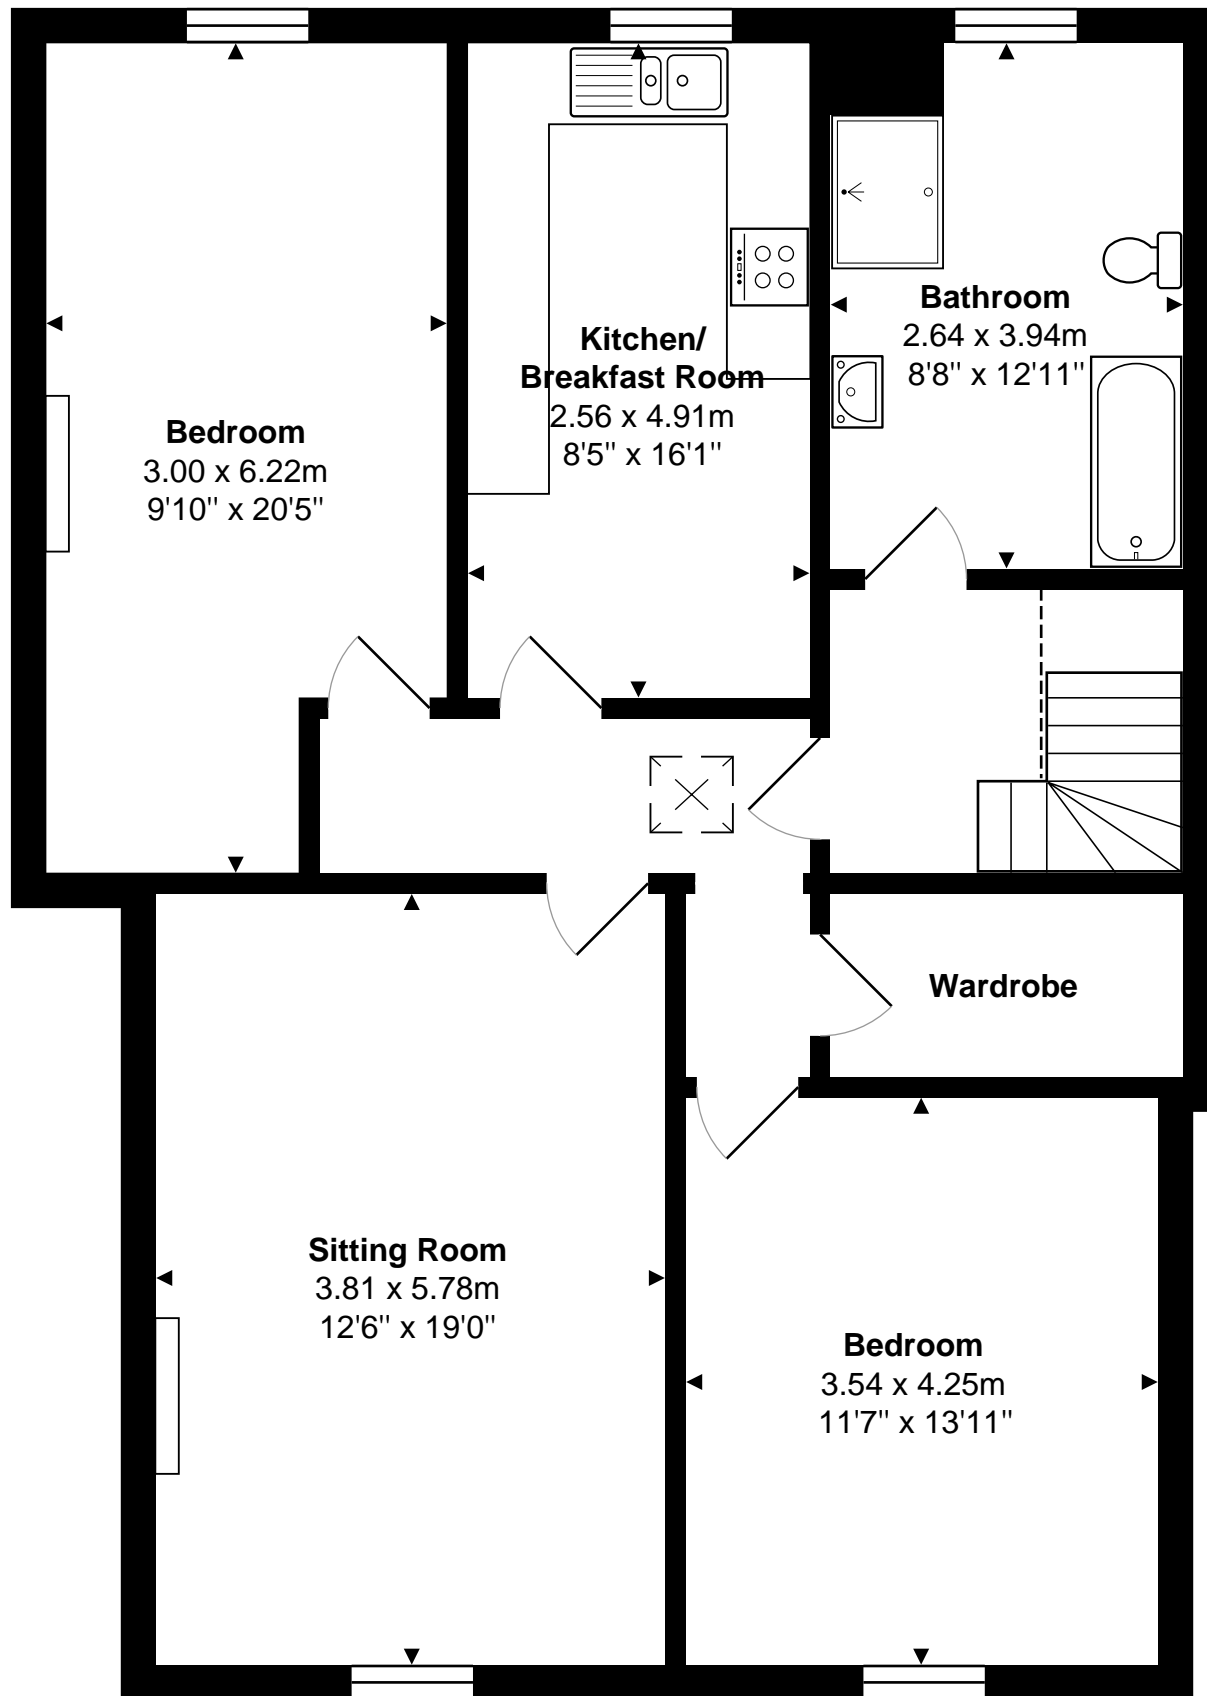 Bathroom
2.64 x 3.94m
8'8" x 12'11"
Kitchen/
Breakfast Room
2.56 x 4.91m
8'5" x 16'1"
Bedroom
3.00 x 6.22m
9'10" x 20'5"
Wardrobe
Sitting Room
3.81 x 5.78m
12'6" x 19'0"
Bedroom
3.54 x 4.25m
11'7" x 13'11"